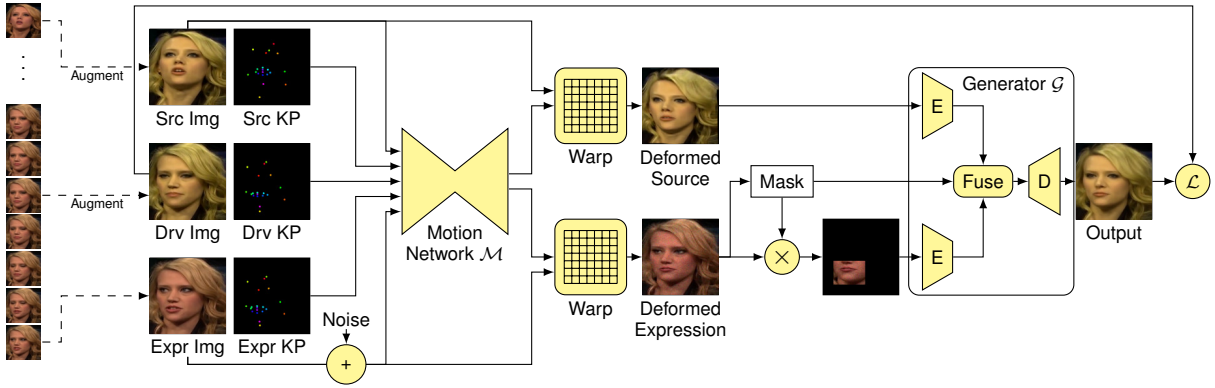 Augment
Src Img
Src KP
Augment
Drv Img
Drv KP
Expr Img
Expr KP
Noise
+
Motion
Network ℳ
Warp
Warp
Deformed
Source
Deformed
Expression
Mask
×
Generator 𝒢
E
E
Fuse
D
Output
ℒ